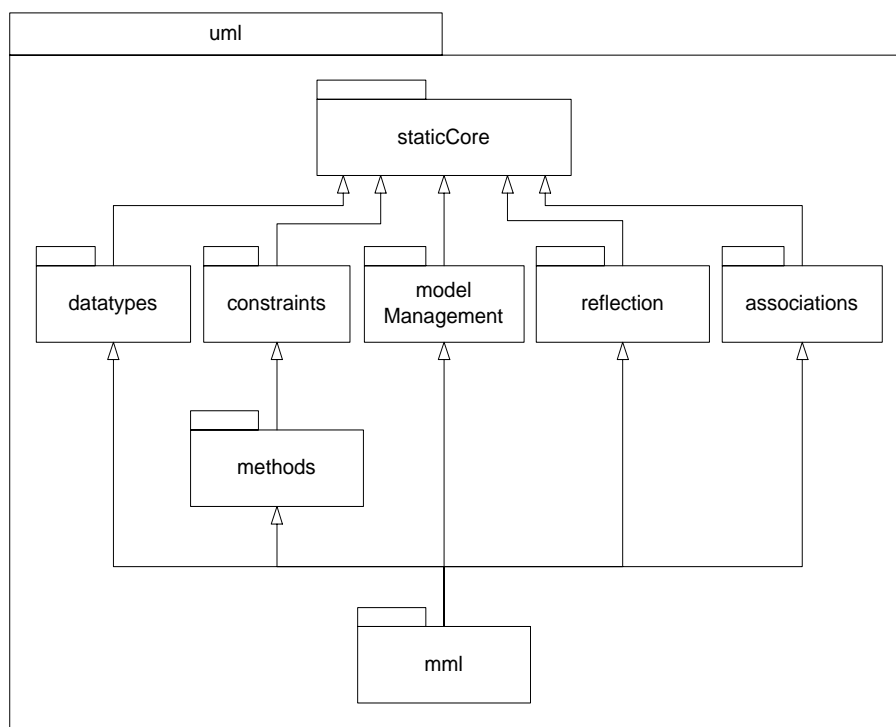 uml
staticCore
datatypes
constraints
model
Management
reflection
associations
methods
mml